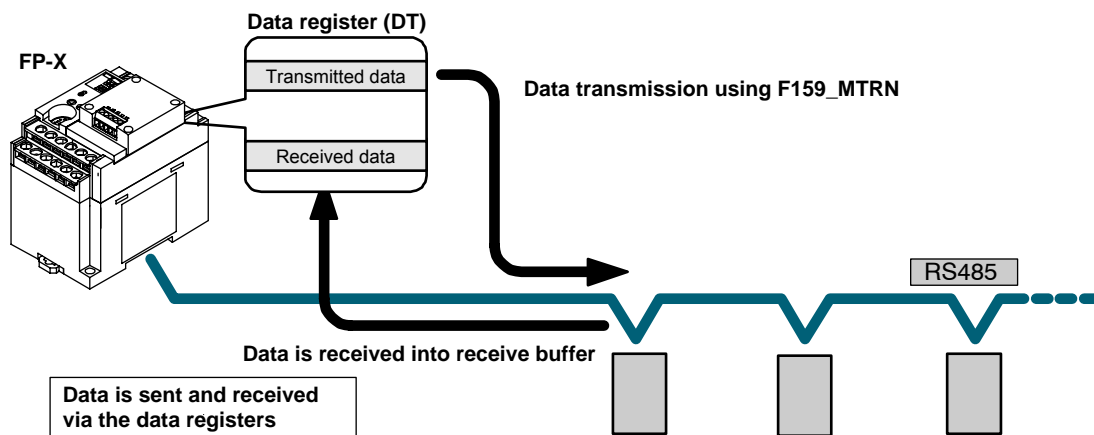 Data register (DT)
FP-X
Transmitted data
Data transmission using F159_MTRN
Received data
RS485
Data is received into receive buffer
Data is sent and received
via the data registers